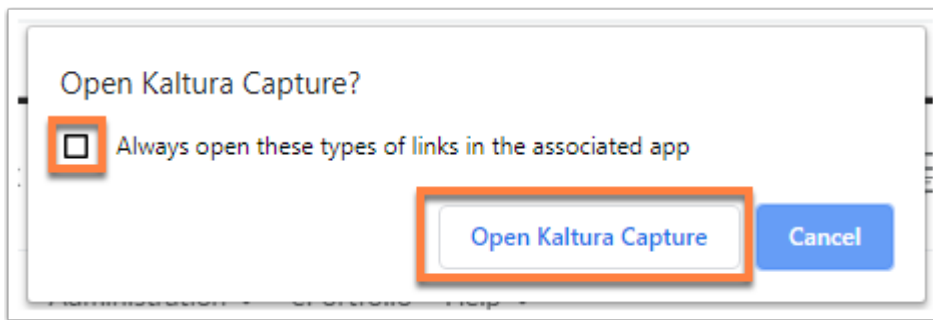 Open Kaltura Capture?
Always open these types of links in the associated app
Open Kaltura Capture Cancel